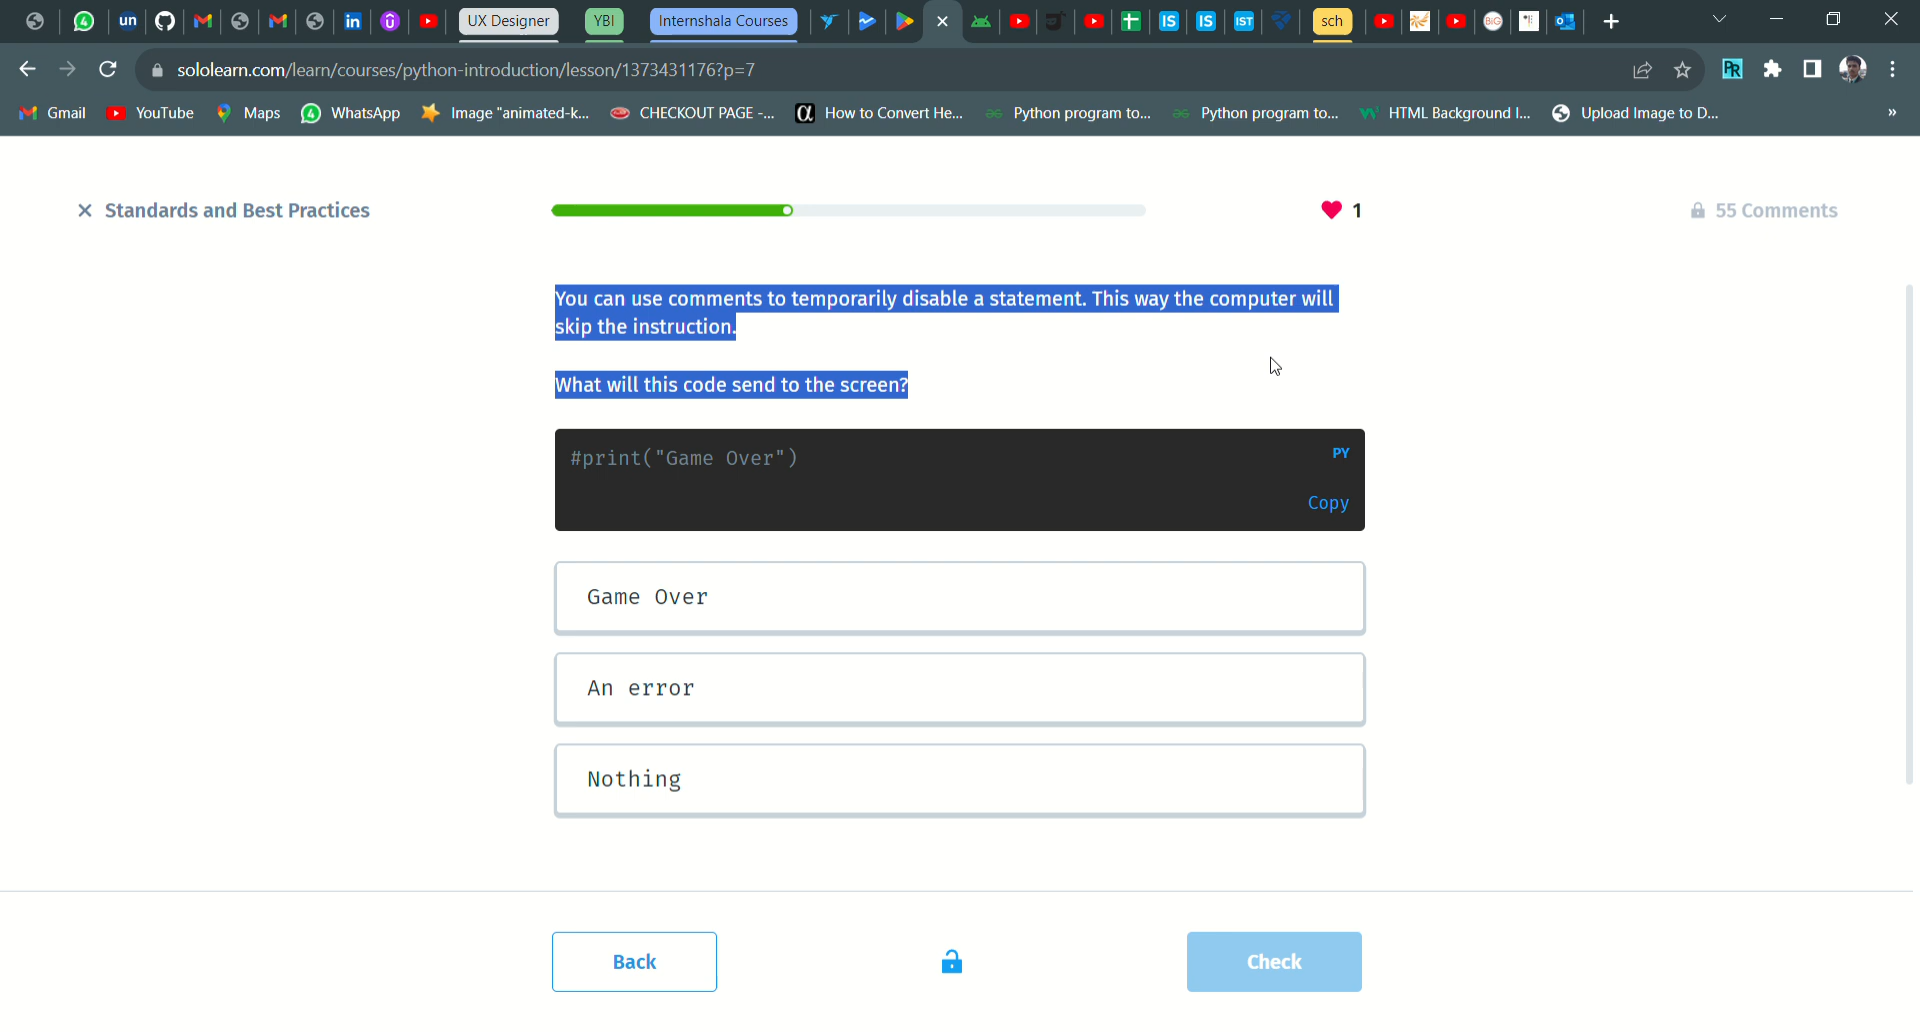 UX Designer
YBI
Internshala Courses
sch
sololearn.com/learn/courses/python-introduction/lesson/1373431176?p=7
Gmail
YouTube
Maps
WhatsApp
Image "animated-k...
CHECKOUT PAGE -...
How to Convert He...
Python program to...
Python program to...
HTML Background I...
Upload Image to D...
»
Standards and Best Practices
1
55 Comments
You can use comments to temporarily disable a statement. This way the computer will
skip the instruction.
What will this code send to the screen?
#print("Game Over")
PY
Copy
Game Over
An error
Nothing
Back
Check